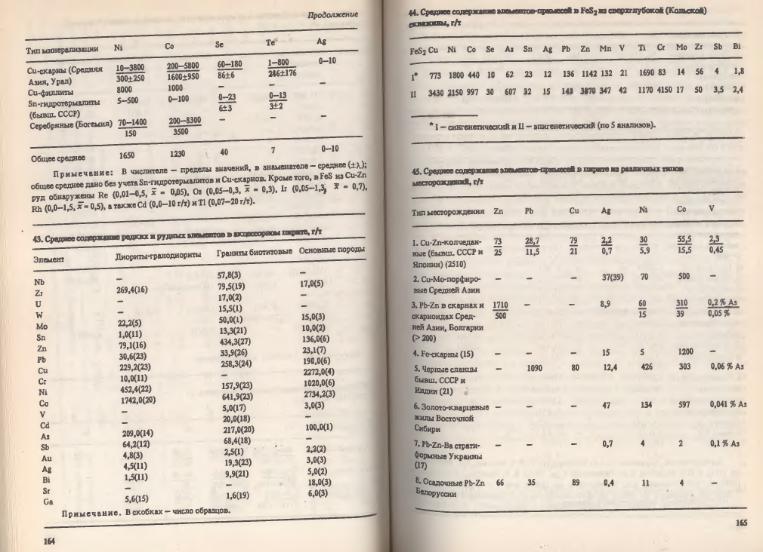 Продолжение
Тип минерализации Ni Co Se Te Ag
Cu-скарны (Средняя 10—3800 200—5800 60—180 1—800 0—10
Азия, Урал) 300±250 1600±950 86±6 246±176
Cu-филлиты 8000 1000 — —
Sn-гидротермалиты 5—500 0—100 0—23 0—13
(бывш. СССР) 6±3 3±2
Серебряные (Богемия) 70—1400 200—8300 — —
150 3500
Общее среднее 1650 1230 40 7 0—10
Примечание: В числителе — пределы значений, в знаменателе — среднее (±λ);
общее среднее дано без учета Sn-гидротермалитов и Cu-скарнов. Кроме того, в FeS из Cu-Zn
руд обнаружены Re (0,01—0,5, x̄ = 0,05), Os (0,05—0,3, x̄ = 0,3), Ir (0,05—1,3, x̄ = 0,7),
Rh (0,0—1,5, x̄ = 0,5), а также Cd (0,0—10 г/т) и Tl (0,07—20 г/т).
43. Среднее содержание редких и рудных элементов в акцессорном пирите, г/т
Элемент Диориты-гранодиориты Граниты биотитовые Основные породы
Nb — 57,8(3) —
Zr 269,4(16) 79,5(19) 17,0(5)
U — 17,0(2) —
W — 15,5(1) —
Mo 22,2(5) 50,0(1) 15,0(3)
Sn 1,0(11) 13,3(21) 10,0(2)
Zn 79,1(16) 434,3(27) 136,0(6)
Pb 30,6(23) 33,9(26) 23,1(7)
Cu 229,2(23) 258,3(24) 190,0(6)
Cr 10,0(11) — 2272,0(4)
Ni 452,4(22) 157,9(23) 1020,0(6)
Co 1742,0(20) 641,9(23) 2734,2(3)
V — 5,0(17) 3,0(3)
Cd — 20,0(18) —
As 209,0(14) 217,0(20) 100,0(1)
Sb 64,2(12) 68,4(18) —
Au 4,8(3) 2,5(1) 2,2(2)
Ag 4,5(11) 19,3(23) 3,0(3)
Bi 1,5(11) 9,9(21) 5,0(2)
Sr — — 18,0(3)
Ga 5,6(15) 1,6(19) 6,0(3)
Примечание. В скобках — число образцов.
164
44. Среднее содержание элементов-примесей в FeS₂ из сверхглубокой (Кольской)
скважины, г/т
FeS₂ Cu Ni Co Se As Sn Ag Pb Zn Mn V Ti Cr Mo Zr Sb Bi
I* 773 1800 440 10 62 23 12 136 1142 132 21 1690 83 14 56 4 1,8
II 3430 2150 997 30 607 32 15 148 3870 347 42 1170 4150 17 50 3,5 2,4
* I — сингенетический и II — эпигенетический (по 5 анализов).
45. Среднее содержание элементов-примесей в пирите из различных типов
месторождений, г/т
Тип месторождения Zn Pb Cu Ag Ni Co V
1. Cu-Zn-колчедан- 73 28,7 79 2,2 30 55,5 2,3
ные (бывш. СССР и 25 11,5 21 0,7 5,9 15,5 0,45
Японии) (2510)
2. Cu-Mo-порфиро- — — — 37(39) 70 500 —
вые Средней Азии
3. Pb-Zn в скарнах и 1710 — — 8,9 60 310 0,2 % As
скарноидах Сред- 500 15 39 0,05 %
ней Азии, Болгарии
(> 200)
4. Fe-скарны (15) — — — 15 5 1200 —
5. Черные сланцы — 1090 80 12,4 426 303 0,06 % As
бывш. СССР и
Индии (21)
6. Золото-кварцевые — — — 47 134 597 0,041 % As
жилы Восточной
Сибири
7. Pb-Zn-Ba страти- — — — 0,7 4 2 0,1 % As
формные Украины
(17)
8. Осадочные Pb-Zn 66 35 89 0,4 11 4 —
Белоруссии
165